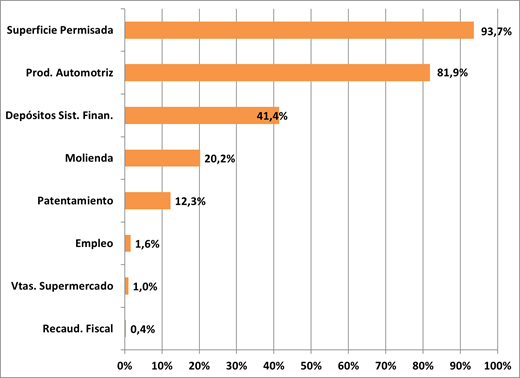 Superficie Permisada 93,7%
Prod. Automotriz 81,9%
Depósitos Sist. Finan. 41,4%
Molienda 20,2%
Patentamiento 12,3%
Empleo 1,6%
Vtas. Supermercado 1,0%
Recaud. Fiscal 0,4%
0% 10% 20% 30% 40% 50% 60% 70% 80% 90% 100%